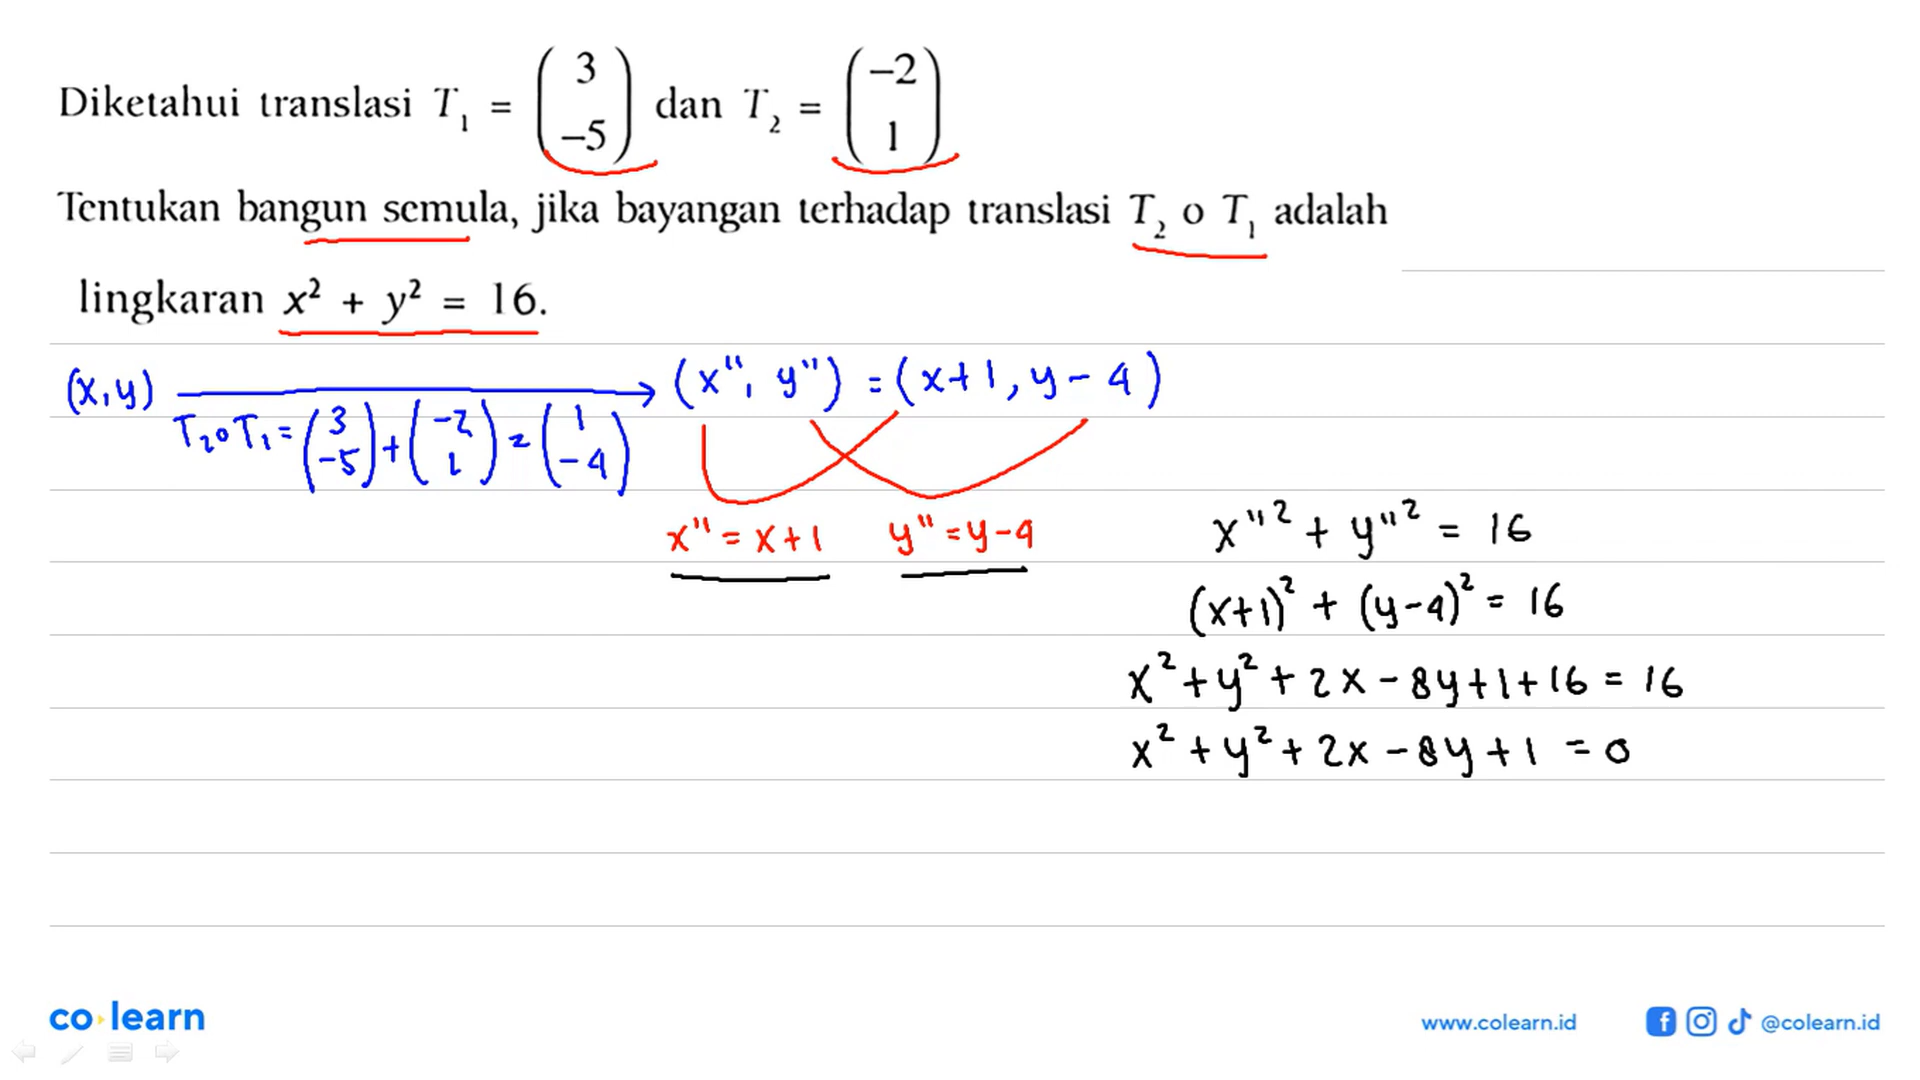 Diketahui translasi T₁ = (3 −5) dan T₂ = (−2 1)
Tentukan bangun semula, jika bayangan terhadap translasi T₂ o T₁ adalah
lingkaran x² + y² = 16.
(x,y) → (x", y") = (x+1, y-4)
T₂∘T₁ = (3 -5) + (-2 1) = (1 -4)
x" = x+1 y" = y-4
x"² + y"² = 16
(x+1)² + (y-4)² = 16
x² + y² + 2x - 8y + 1 + 16 = 16
x² + y² + 2x - 8y + 1 = 0
co learn
www.colearn.id
@colearn.id